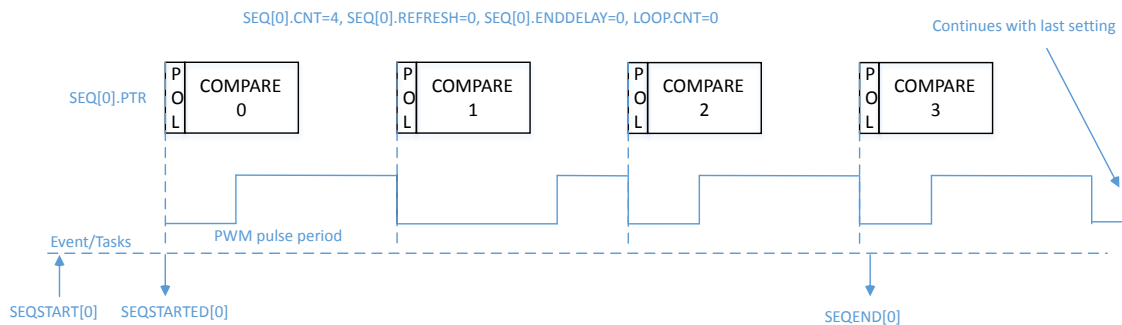 SEQ[0].CNT=4, SEQ[0].REFRESH=0, SEQ[0].ENDDELAY=0, LOOP.CNT=0
Continues with last setting
SEQ[0].PTR
P
O
L
COMPARE
0
P
O
L
COMPARE
1
P
O
L
COMPARE
2
P
O
L
COMPARE
3
Event/Tasks
PWM pulse period
SEQSTART[0]
SEQSTARTED[0]
SEQEND[0]